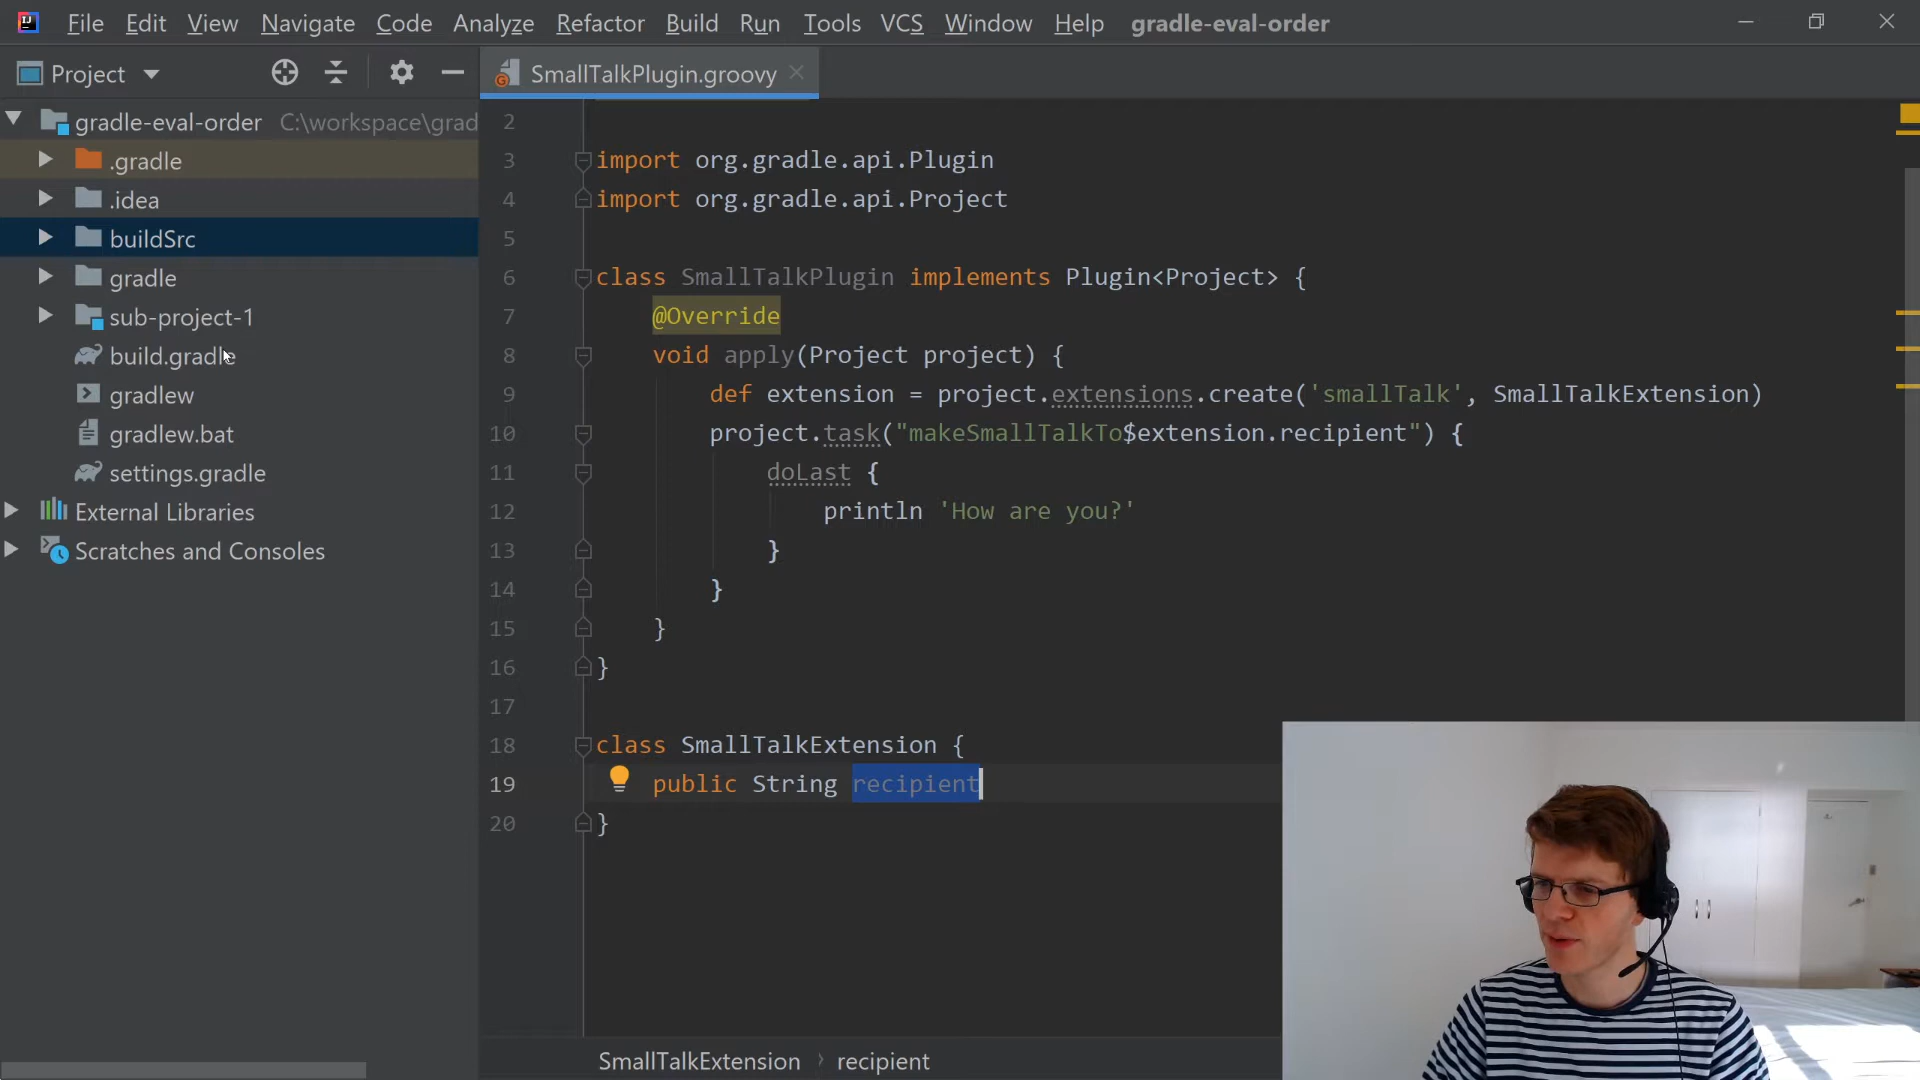 File Edit View Navigate Code Analyze Refactor Build Run Tools VCS Window Help gradle-eval-order
Project
SmallTalkPlugin.groovy
gradle-eval-order C:\workspace\grad
.gradle
.idea
buildSrc
gradle
sub-project-1
build.gradle
gradlew
gradlew.bat
settings.gradle
External Libraries
Scratches and Consoles
2
3 import org.gradle.api.Plugin
4 import org.gradle.api.Project
5
6 class SmallTalkPlugin implements Plugin<Project> {
7 @Override
8 void apply(Project project) {
9 def extension = project.extensions.create('smallTalk', SmallTalkExtension)
10 project.task("makeSmallTalkTo$extension.recipient") {
11 doLast {
12 println 'How are you?'
13 }
14 }
15 }
16 }
17
18 class SmallTalkExtension {
19 public String recipient
20 }
SmallTalkExtension › recipient